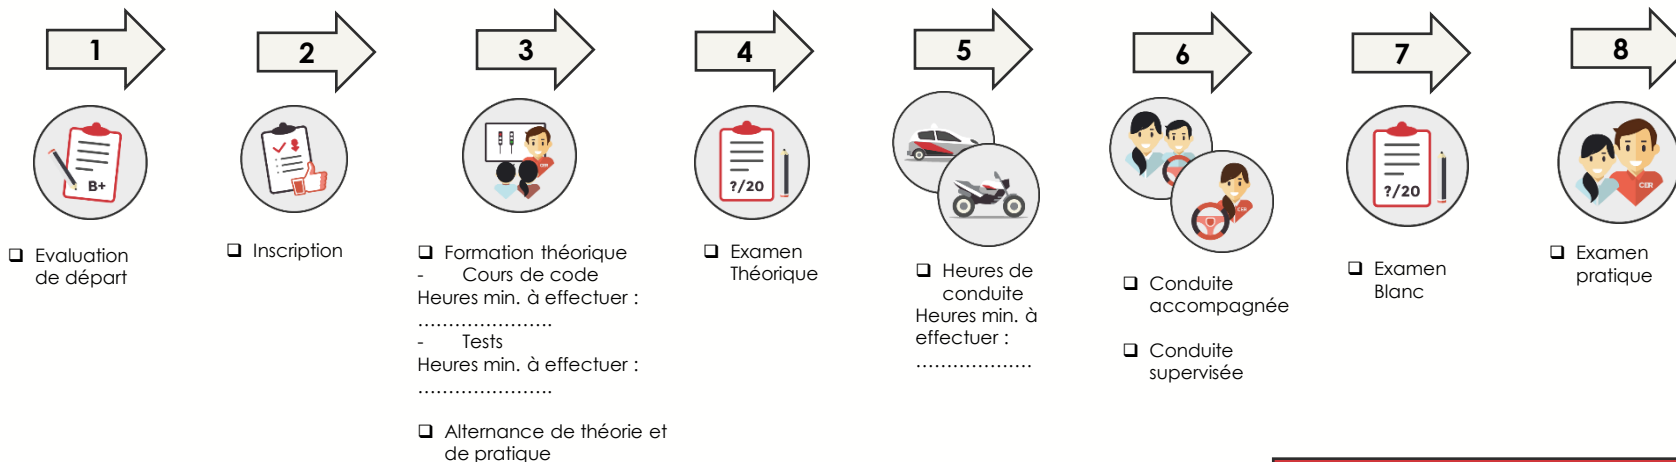 1
2
3
4
5
6
7
8
B+
?/20
CER
?/20
CER
Evaluation
de départ
Inscription
Formation théorique
- Cours de code
Heures min. à effectuer :
......................
- Tests
Heures min. à effectuer :
......................
Alternance de théorie et
de pratique
Examen
Théorique
Heures de
conduite
Heures min. à
effectuer :
...................
Conduite
accompagnée
Conduite
supervisée
Examen
Blanc
Examen
pratique